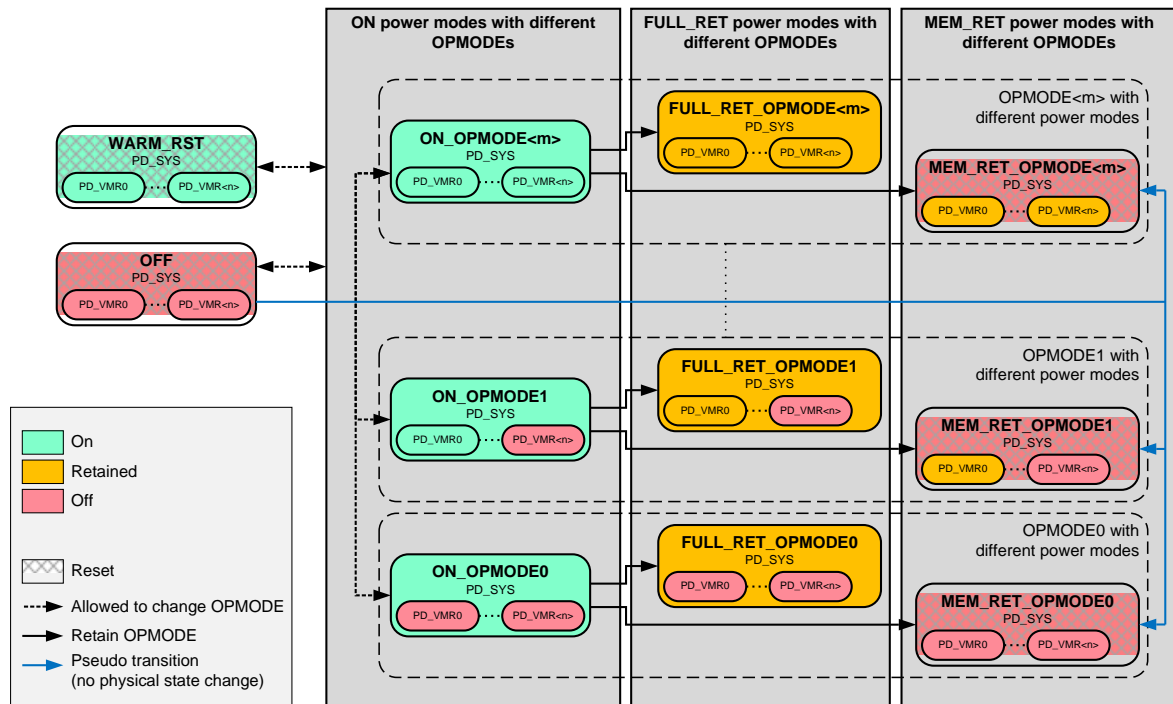 ON power modes with different
OPMODEs
FULL_RET power modes with
different OPMODEs
MEM_RET power modes with
different OPMODEs
WARM_RST
PD_SYS
PD_VMR0 ···· PD_VMR<n>
OFF
PD_SYS
PD_VMR0 ···· PD_VMR<n>
OPMODE<m> with
different power modes
ON_OPMODE<m>
PD_SYS
PD_VMR0 ···· PD_VMR<n>
FULL_RET_OPMODE<m>
PD_SYS
PD_VMR0 ···· PD_VMR<n>
MEM_RET_OPMODE<m>
PD_SYS
PD_VMR0 ···· PD_VMR<n>
OPMODE1 with
different power modes
ON_OPMODE1
PD_SYS
PD_VMR0 ···· PD_VMR<n>
FULL_RET_OPMODE1
PD_SYS
PD_VMR0 ···· PD_VMR<n>
MEM_RET_OPMODE1
PD_SYS
PD_VMR0 ···· PD_VMR<n>
OPMODE0 with
different power modes
ON_OPMODE0
PD_SYS
PD_VMR0 ···· PD_VMR<n>
FULL_RET_OPMODE0
PD_SYS
PD_VMR0 ···· PD_VMR<n>
MEM_RET_OPMODE0
PD_SYS
PD_VMR0 ···· PD_VMR<n>
On
Retained
Off
Reset
Allowed to change OPMODE
Retain OPMODE
Pseudo transition
(no physical state change)